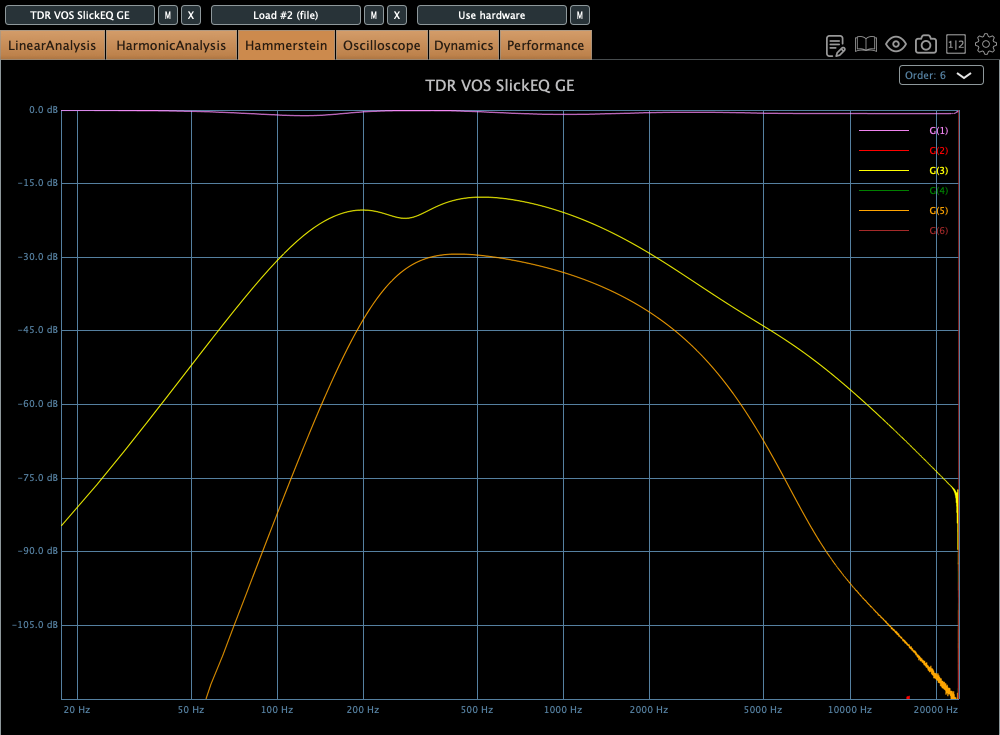 TDR VOS SlickEQ GE M X Load #2 (file) M X Use hardware M
LinearAnalysis HarmonicAnalysis Hammerstein Oscilloscope Dynamics Performance
1|2
Order: 6
TDR VOS SlickEQ GE
0.0 dB
-15.0 dB
-30.0 dB
-45.0 dB
-60.0 dB
-75.0 dB
-90.0 dB
-105.0 dB
G(1)
G(2)
G(3)
G(4)
G(5)
G(6)
20 Hz 50 Hz 100 Hz 200 Hz 500 Hz 1000 Hz 2000 Hz 5000 Hz 10000 Hz 20000 Hz